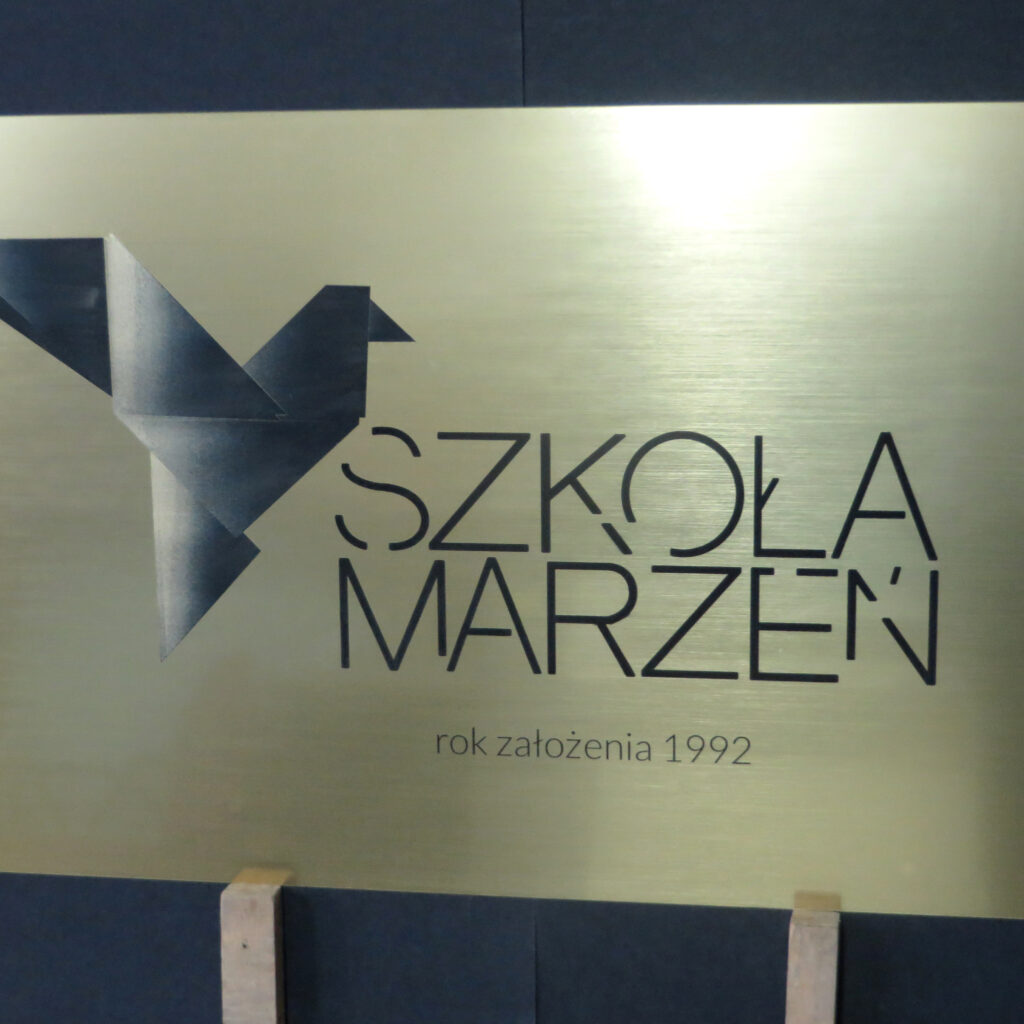 SZKOŁA
MARZEŃ
rok założenia 1992